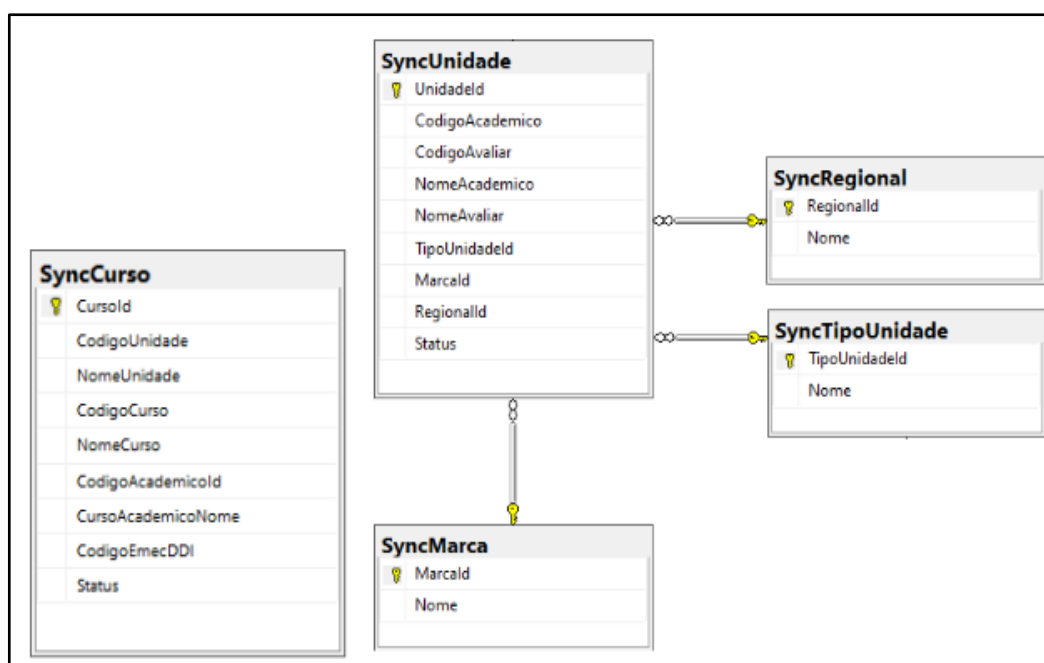 SyncUnidade
UnidadeId
CodigoAcademico
CodigoAvaliar
NomeAcademico
NomeAvaliar
TipoUnidadeId
MarcaId
RegionalId
Status
SyncRegional
RegionalId
Nome
SyncCurso
CursoId
CodigoUnidade
NomeUnidade
CodigoCurso
NomeCurso
CodigoAcademicoId
CursoAcademicoNome
CodigoEmecDDI
Status
SyncTipoUnidade
TipoUnidadeId
Nome
SyncMarca
MarcaId
Nome